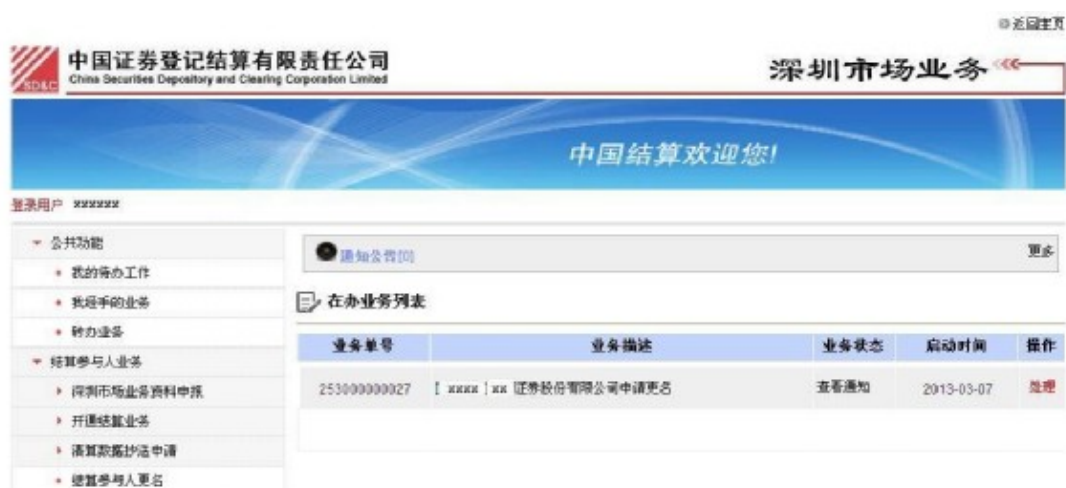 返回主页
中国证券登记结算有限责任公司
China Securities Depository and Clearing Corporation Limited
SD&C
深圳市场业务
中国结算欢迎您!
登录用户 xxxxxx
公共功能
我的待办工作
我经手的业务
转办业务
结算参与人业务
深圳市场业务资料申报
开通结算业务
清算数据抄送申请
结算参与人更名
通知公告[0]
更多
在办业务列表
业务单号 业务描述 业务状态 启动时间 操作
253000000027 【 xxxx 】xx 证券股份有限公司申请更名 查看通知 2013-03-07 处理